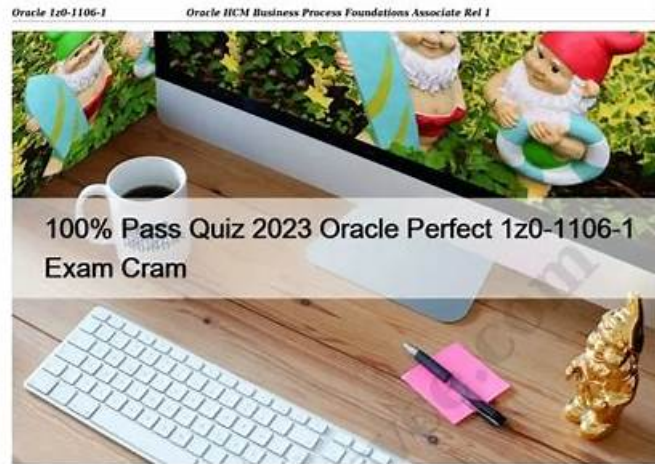 Oracle 1z0-1106-1 Oracle HCM Business Process Foundations Associate Rel 1
100% Pass Quiz 2023 Oracle Perfect 1z0-1106-1
Exam Cram